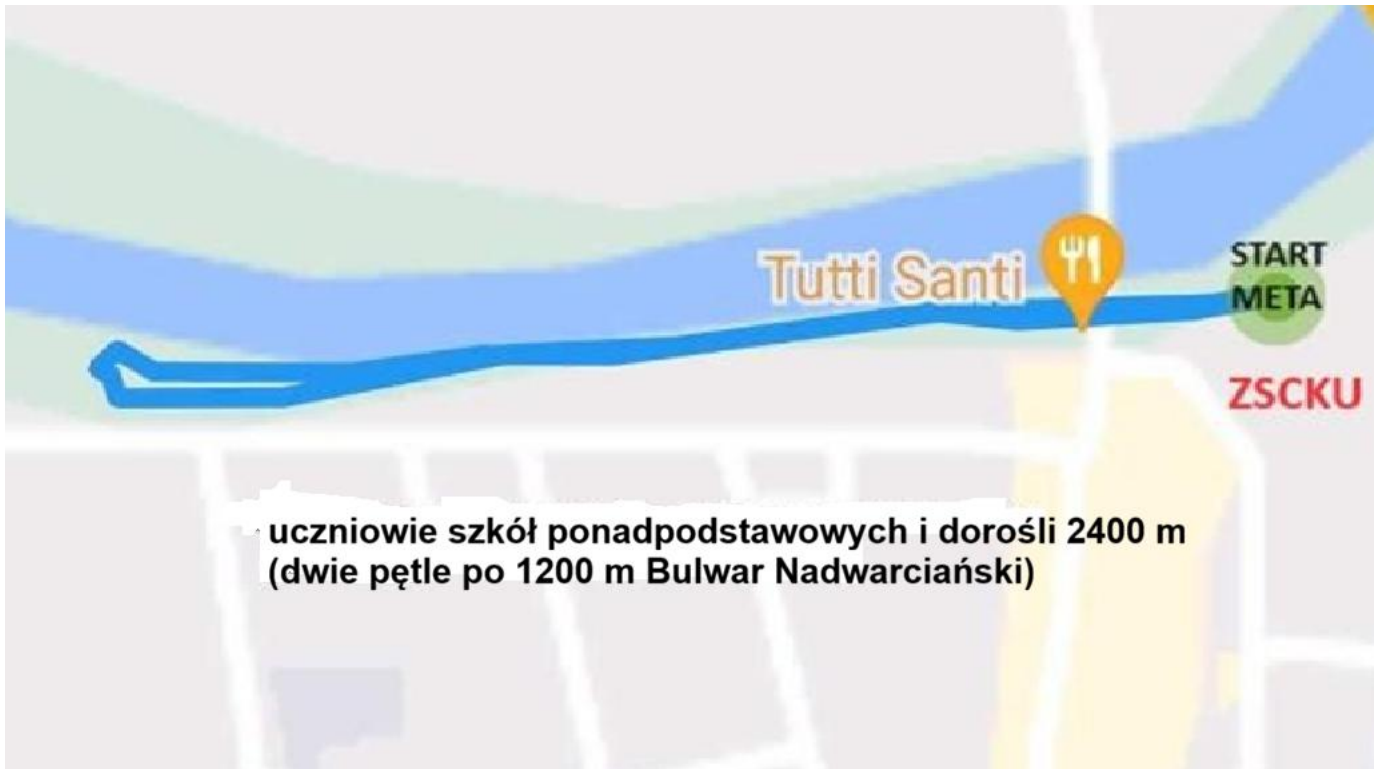 START
Tutti Santi
META
ZSCKU
uczniowie szkół ponadpodstawowych i dorośli 2400 m
(dwie pętle po 1200 m Bulwar Nadwarciański)